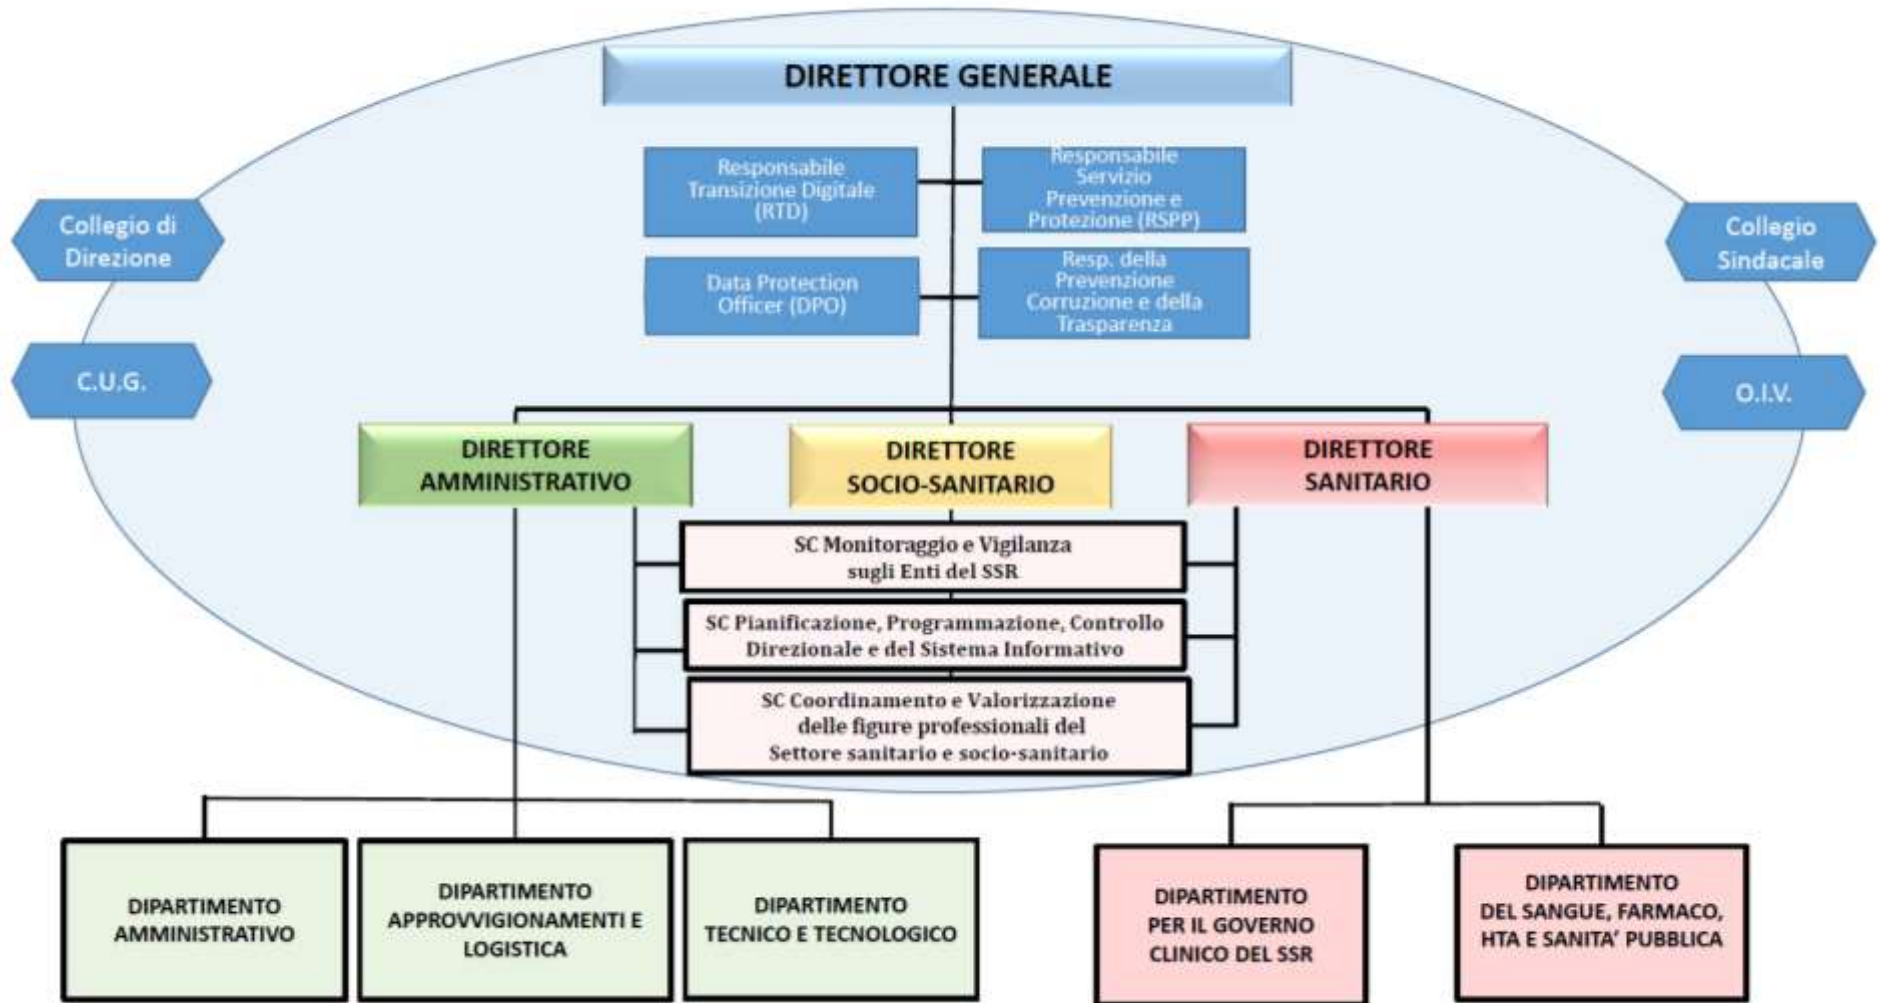 DIRETTORE GENERALE
Responsabile
Transizione Digitale
(RTD)
Responsabile
Servizio
Prevenzione e
Protezione (RSPP)
Collegio di
Direzione
Collegio
Sindacale
Data Protection
Officer (DPO)
Resp. della
Prevenzione
Corruzione e della
Trasparenza
C.U.G.
O.I.V.
DIRETTORE
AMMINISTRATIVO
DIRETTORE
SOCIO-SANITARIO
DIRETTORE
SANITARIO
SC Monitoraggio e Vigilanza
sugli Enti del SSR
SC Pianificazione, Programmazione, Controllo
Direzionale e del Sistema Informativo
SC Coordinamento e Valorizzazione
delle figure professionali del
Settore sanitario e socio-sanitario
DIPARTIMENTO
AMMINISTRATIVO
DIPARTIMENTO
APPROVVIGIONAMENTI E
LOGISTICA
DIPARTIMENTO
TECNICO E TECNOLOGICO
DIPARTIMENTO
PER IL GOVERNO
CLINICO DEL SSR
DIPARTIMENTO
DEL SANGUE, FARMACO,
HTA E SANITA’ PUBBLICA